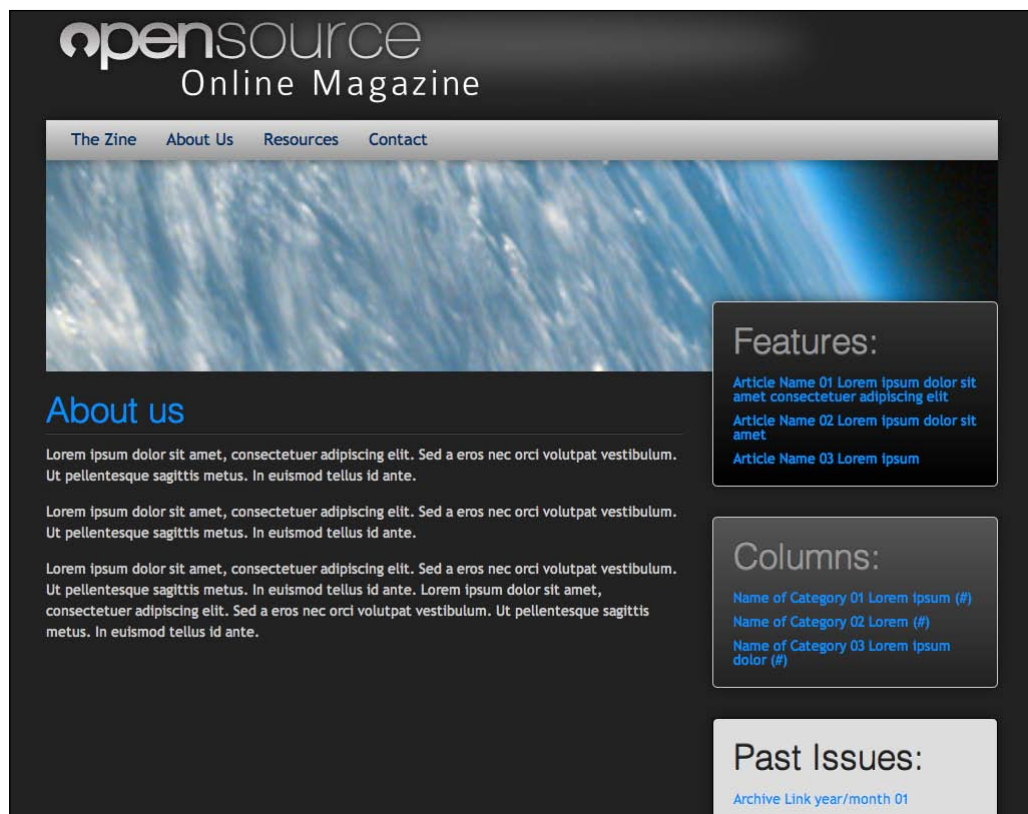 opensource
Online Magazine
The Zine About Us Resources Contact
About us
Lorem ipsum dolor sit amet, consectetuer adipiscing elit. Sed a eros nec orci volutpat vestibulum.
Ut pellentesque sagittis metus. In euismod tellus id ante.
Lorem ipsum dolor sit amet, consectetuer adipiscing elit. Sed a eros nec orci volutpat vestibulum.
Ut pellentesque sagittis metus. In euismod tellus id ante.
Lorem ipsum dolor sit amet, consectetuer adipiscing elit. Sed a eros nec orci volutpat vestibulum.
Ut pellentesque sagittis metus. In euismod tellus id ante. Lorem ipsum dolor sit amet,
consectetuer adipiscing elit. Sed a eros nec orci volutpat vestibulum. Ut pellentesque sagittis
metus. In euismod tellus id ante.
Features:
Article Name 01 Lorem ipsum dolor sit
amet consectetuer adipiscing elit
Article Name 02 Lorem ipsum dolor sit
amet
Article Name 03 Lorem ipsum
Columns:
Name of Category 01 Lorem ipsum (#)
Name of Category 02 Lorem (#)
Name of Category 03 Lorem ipsum
dolor (#)
Past Issues:
Archive Link year/month 01